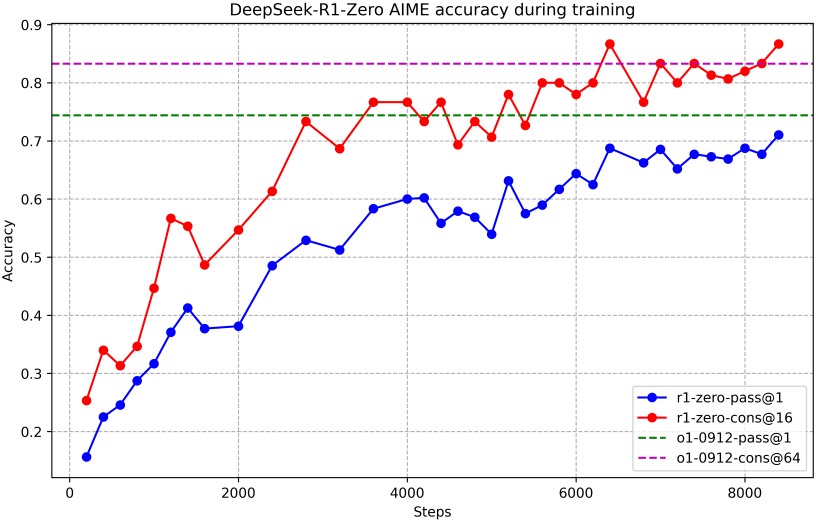 DeepSeek-R1-Zero AIME accuracy during training
0.9
0.8
0.7
0.6
0.5
0.4
0.3
0.2
Accuracy
r1-zero-pass@1
r1-zero-cons@16
o1-0912-pass@1
o1-0912-cons@64
0 2000 4000 6000 8000
Steps